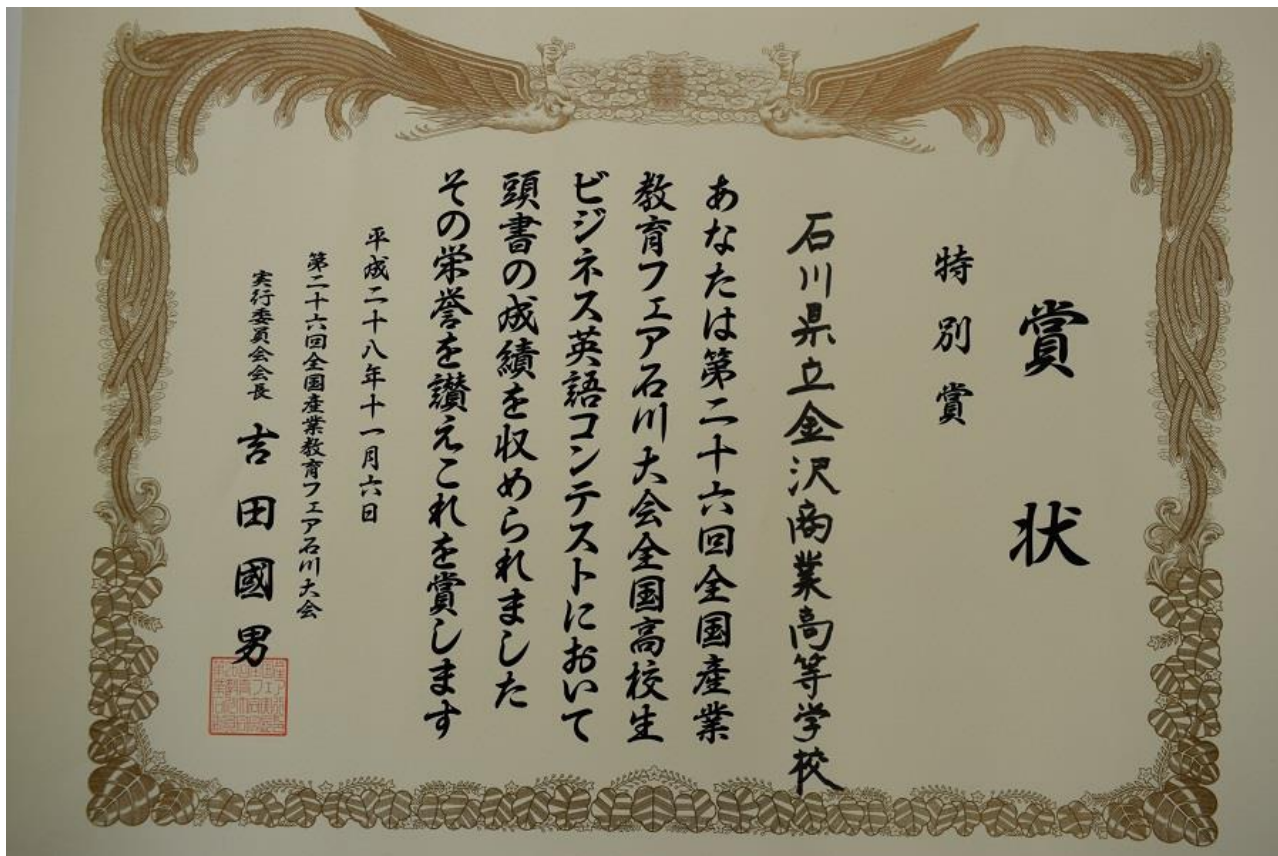 賞状
特別賞
石川県立金沢商業高等学校
あなたは第二十六回全国産業
教育フェア石川大会全国高校生
ビジネス英語コンテストにおいて
頭書の成績を収められました
その栄誉を讃えこれを賞します
平成二十八年十一月六日
第二十六回全国産業教育フェア石川大会
実行委員会会長 吉田國男